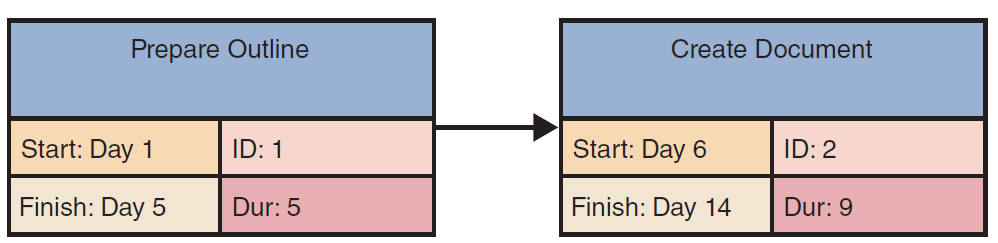 Prepare Outline
Start: Day 1
ID: 1
Finish: Day 5
Dur: 5
Create Document
Start: Day 6
ID: 2
Finish: Day 14
Dur: 9